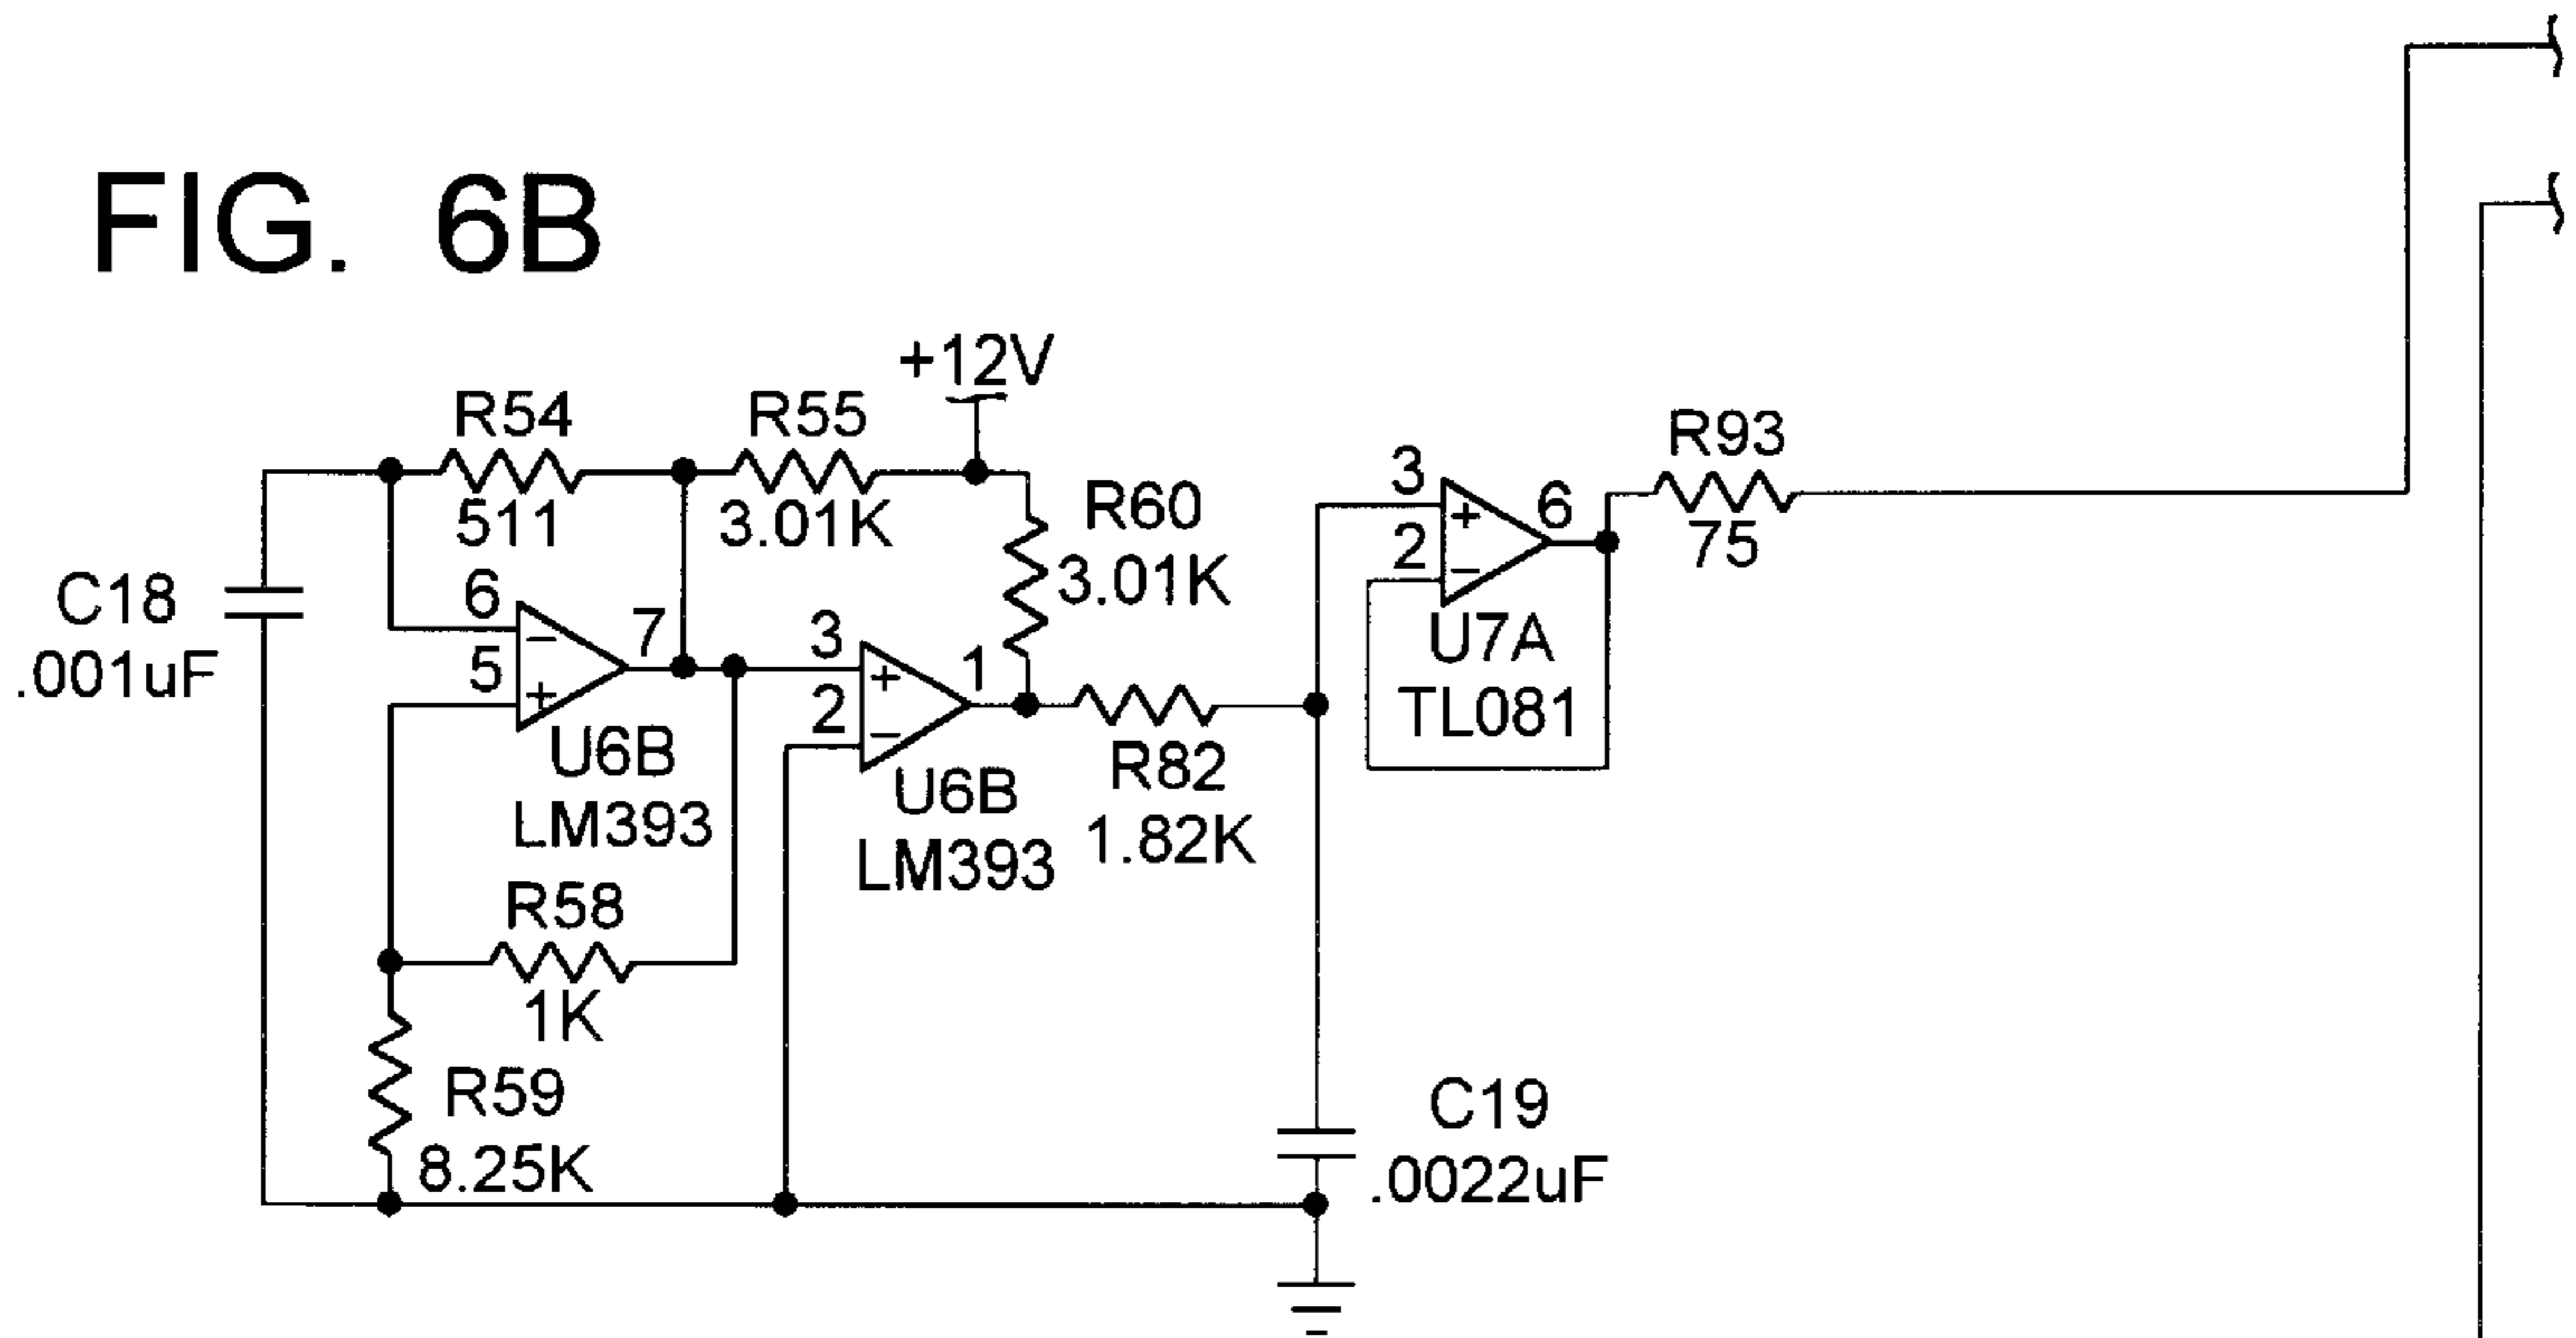 FIG. 6B
+12V
R54
511
R55
3.01K
R60
3.01K
R93
75
C18
.001uF
6
5
7
- 
+
U6B
LM393
3
2
1
+
-
U6B
LM393
R82
1.82K
3
2
6
+
-
U7A
TL081
R58
1K
R59
8.25K
C19
.0022uF